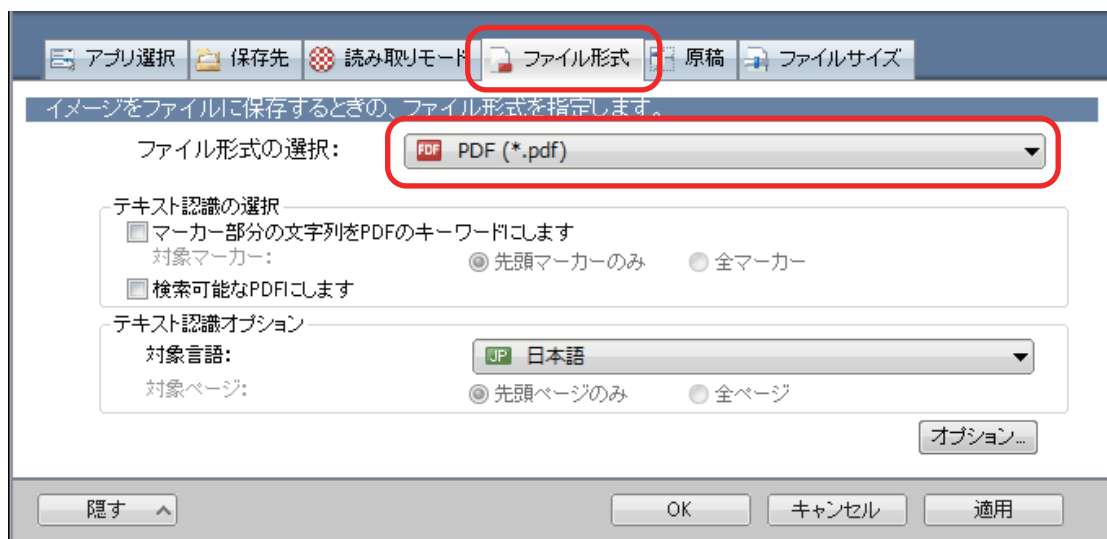 アプリ選択 保存先 読み取りモード ファイル形式 原稿 ファイルサイズ
イメージをファイルに保存するときの、ファイル形式を指定します。
ファイル形式の選択: PDF PDF (*.pdf)
テキスト認識の選択
マーカー部分の文字列をPDFのキーワードにします
対象マーカー: 先頭マーカーのみ 全マーカー
検索可能なPDFにします
テキスト認識オプション
対象言語: JP 日本語
対象ページ: 先頭ページのみ 全ページ
オプション...
隠す OK キャンセル 適用